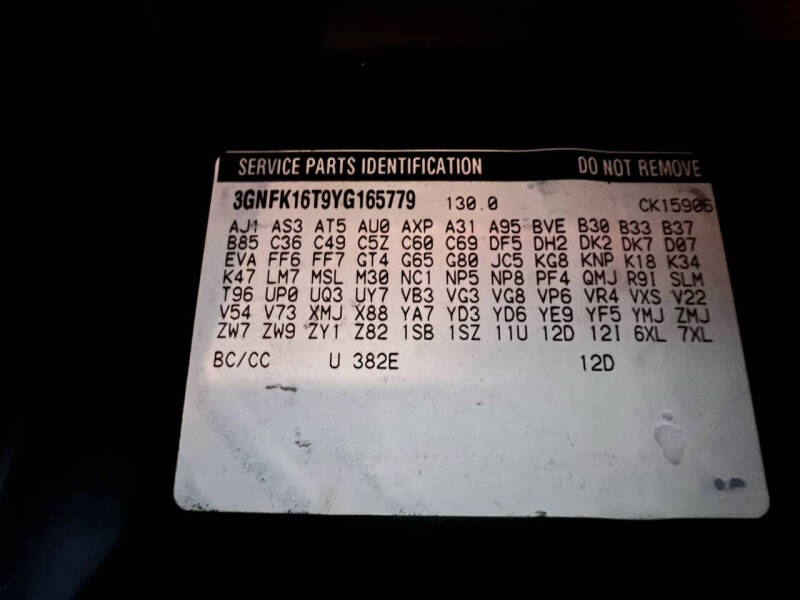 SERVICE PARTS IDENTIFICATION DO NOT REMOVE
3GNFK16T9YG165779 130.0 CK15906
AJ1 AS3 AT5 AU0 AXP A31 A95 BVE B30 B33 B37
B85 C36 C49 C5Z C60 C69 DF5 DH2 DK2 DK7 D07
EVA FF6 FF7 GT4 G65 G80 JC5 KG8 KNP K18 K34
K47 LM7 MSL M30 NC1 NP5 NP8 PF4 QMJ R9I SLM
T96 UP0 UQ3 UY7 VB3 VG3 VG8 VP6 VR4 VXS V22
V54 V73 XMJ X88 YA7 YD3 YD6 YE9 YF5 YMJ ZMJ
ZW7 ZW9 ZY1 Z82 1SB 1SZ 11U 12D 12I 6XL 7XL
BC/CC U 382E 12D